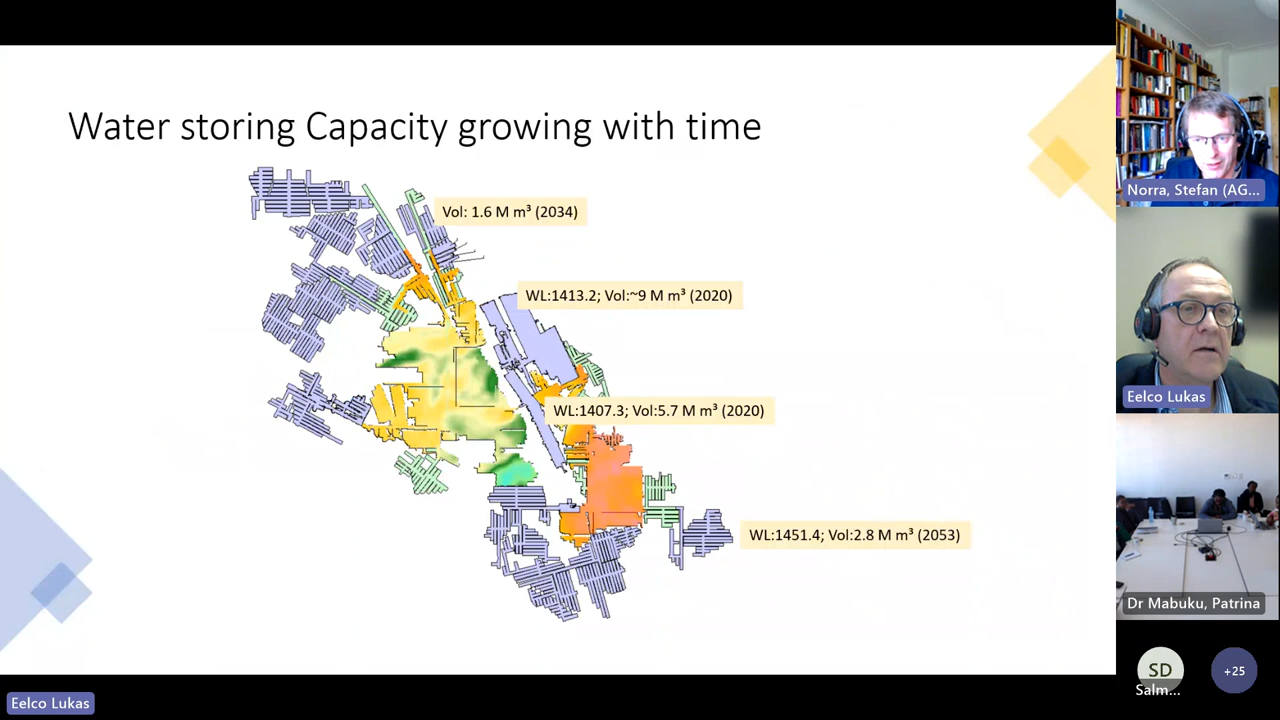 Water storing Capacity growing with time
Vol: 1.6 M m³ (2034)
WL:1413.2; Vol:~9 M m³ (2020)
WL:1407.3; Vol:5.7 M m³ (2020)
WL:1451.4; Vol:2.8 M m³ (2053)
Norra, Stefan (AG...
Eelco Lukas
Dr Mabuku, Patrina
SD
Salm...
+25
Eelco Lukas